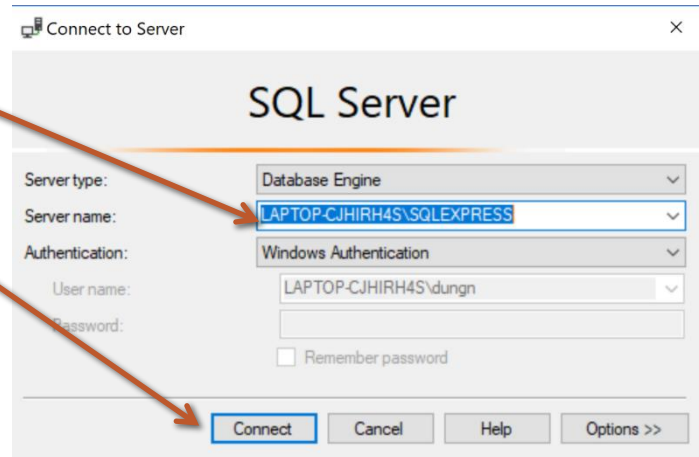 Connect to Server
SQL Server
Server type: Database Engine
Server name: LAPTOP-CJHIRH4S\SQLEXPRESS
Authentication: Windows Authentication
User name: LAPTOP-CJHIRH4S\dungn
Password:
Remember password
Connect Cancel Help Options >>